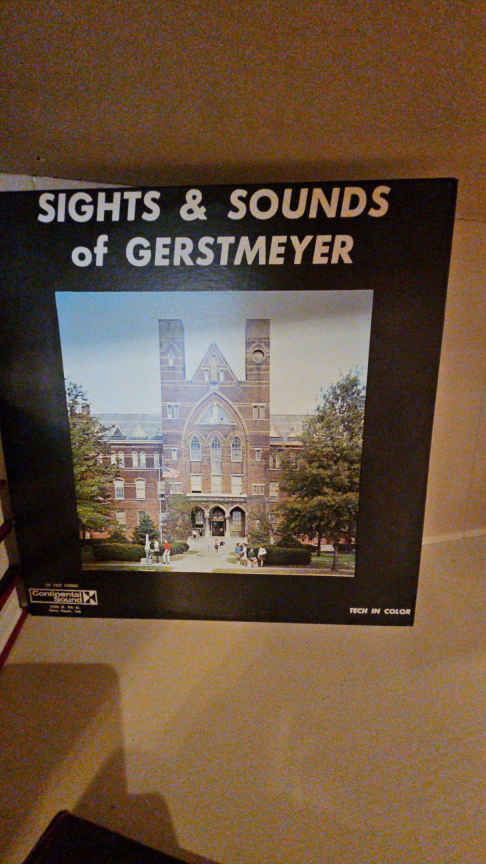 SIGHTS & SOUNDS
of GERSTMEYER
Continental
Sound
TECH IN COLOR